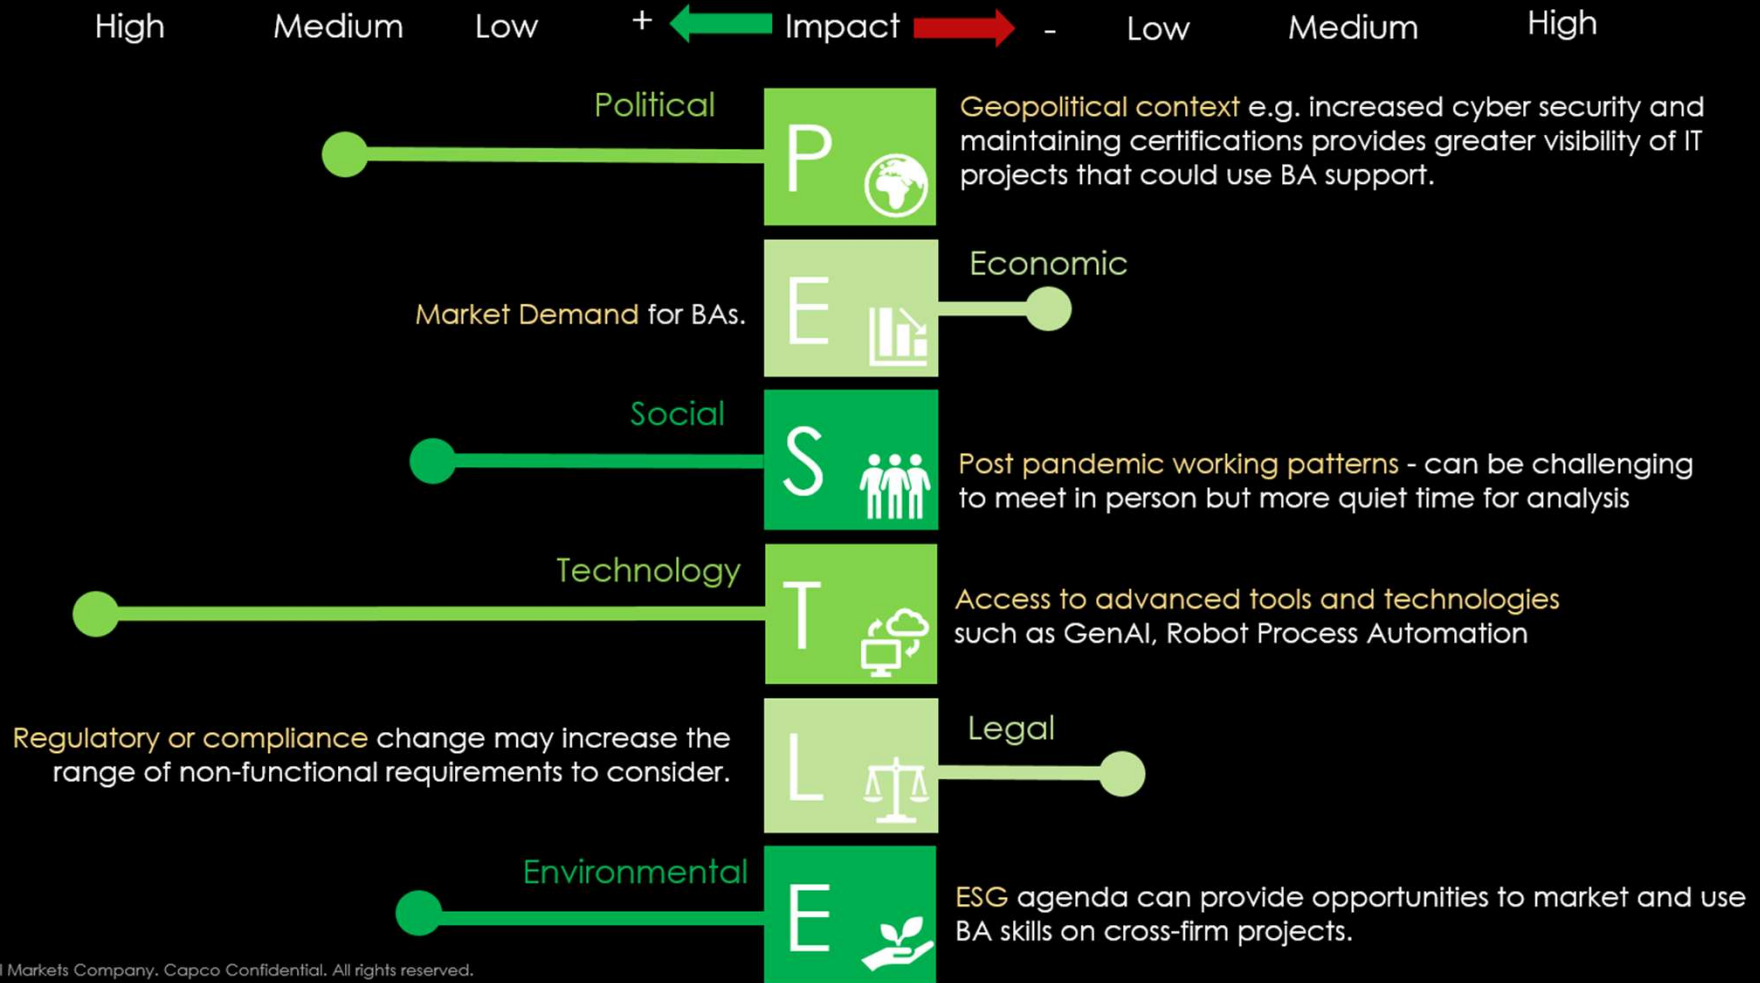 High Medium Low + Impact - Low Medium High
Political
P
Geopolitical context e.g. increased cyber security and
maintaining certifications provides greater visibility of IT
projects that could use BA support.
Economic
E
Market Demand for BAs.
Social
S
Post pandemic working patterns - can be challenging
to meet in person but more quiet time for analysis
Technology
T
Access to advanced tools and technologies
such as GenAI, Robot Process Automation
Legal
L
Regulatory or compliance change may increase the
range of non-functional requirements to consider.
Environmental
E
ESG agenda can provide opportunities to market and use
BA skills on cross-firm projects.
l Markets Company. Capco Confidential. All rights reserved.